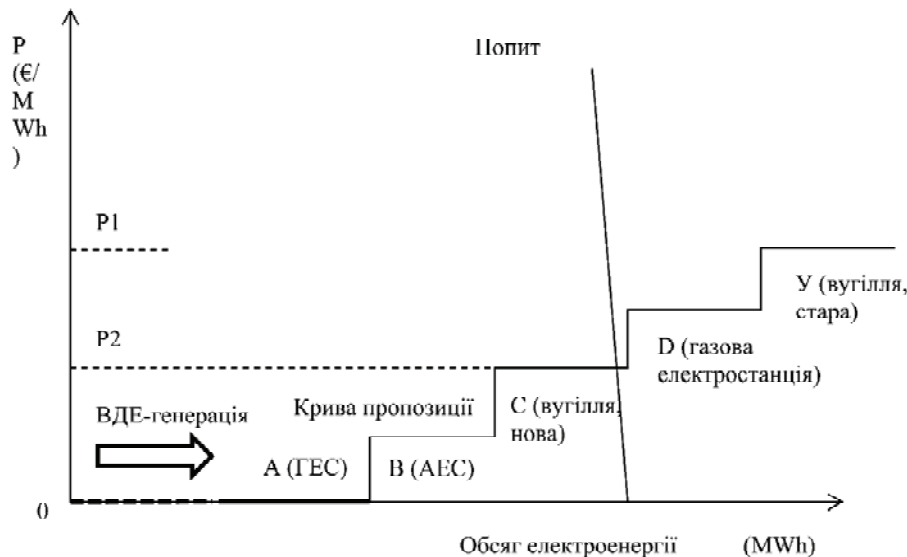 P
(€/
M
Wh
)
Попит
P1
P2
У (вугілля,
стара)
D (газова
електростанція)
ВДЕ-генерація
Крива пропозиції
С (вугілля,
нова)
А (ГЕС)
В (АЕС)
0
Обсяг електроенергії (MWh)